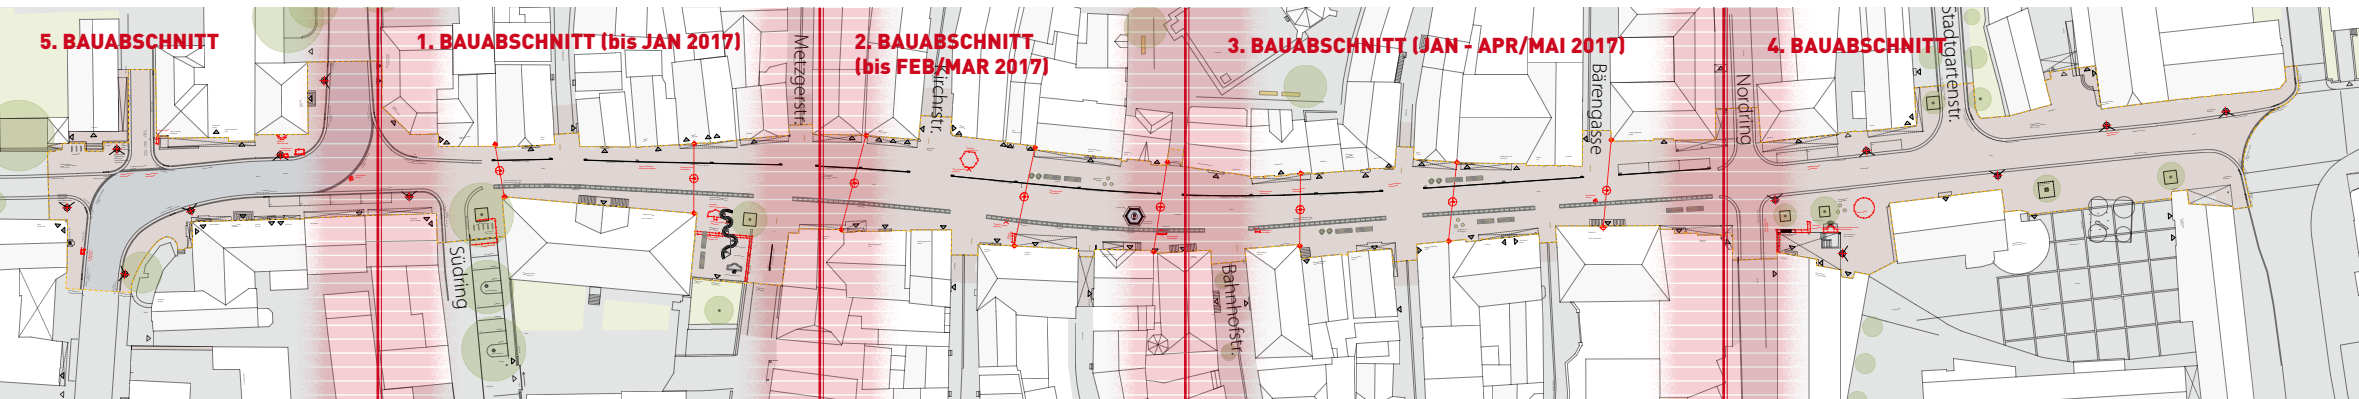 5. BAUABSCHNITT
1. BAUABSCHNITT (bis JAN 2017)
2. BAUABSCHNITT
(bis FEB/MAR 2017)
3. BAUABSCHNITT (JAN - APR/MAI 2017)
4. BAUABSCHNITT
Metzgerstr.
Kirchstr.
Bärengasse
Nordring
Stadtgartenstr.
Südring
Bahnhofstr.